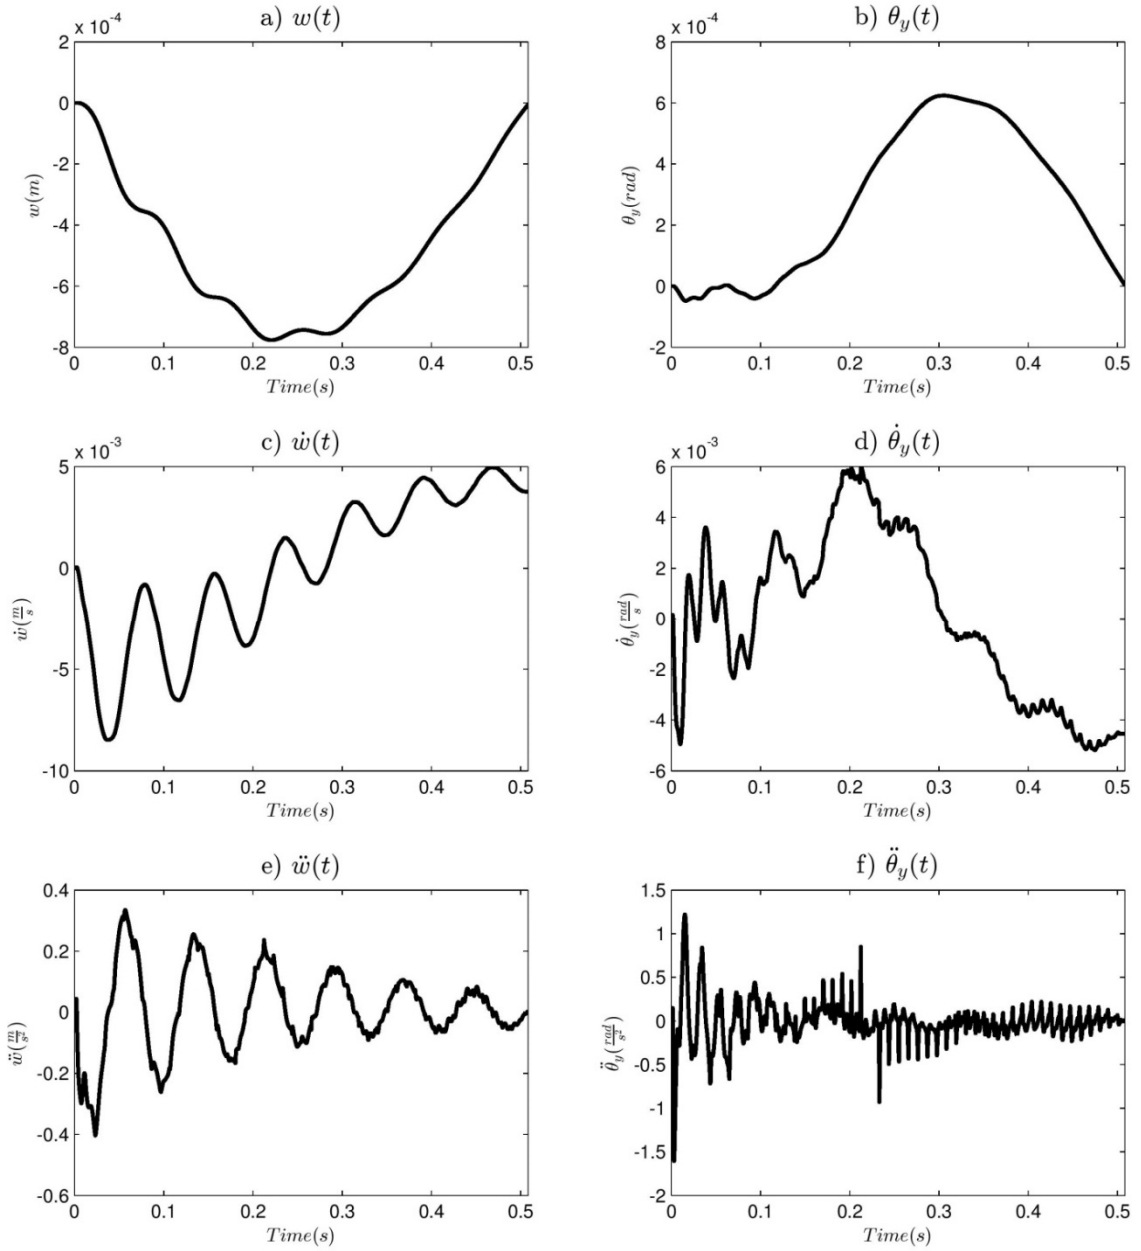 a) w(t)
x 10⁻⁴
2
0
-2
-4
-6
-8
w(m)
0 0.1 0.2 0.3 0.4 0.5
Time(s)
b) θ_y(t)
x 10⁻⁴
8
6
4
2
0
-2
θ_y(rad)
0 0.1 0.2 0.3 0.4 0.5
Time(s)
c) ẇ(t)
x 10⁻³
5
0
-5
-10
ẇ(m/s)
0 0.1 0.2 0.3 0.4 0.5
Time(s)
d) θ̇_y(t)
x 10⁻³
6
4
2
0
-2
-4
-6
θ̇_y(rad/s)
0 0.1 0.2 0.3 0.4 0.5
Time(s)
e) ẅ(t)
0.4
0.2
0
-0.2
-0.4
-0.6
ẅ(m/s²)
0 0.1 0.2 0.3 0.4 0.5
Time(s)
f) θ̈_y(t)
1.5
1
0.5
0
-0.5
-1
-1.5
-2
θ̈_y(rad/s²)
0 0.1 0.2 0.3 0.4 0.5
Time(s)